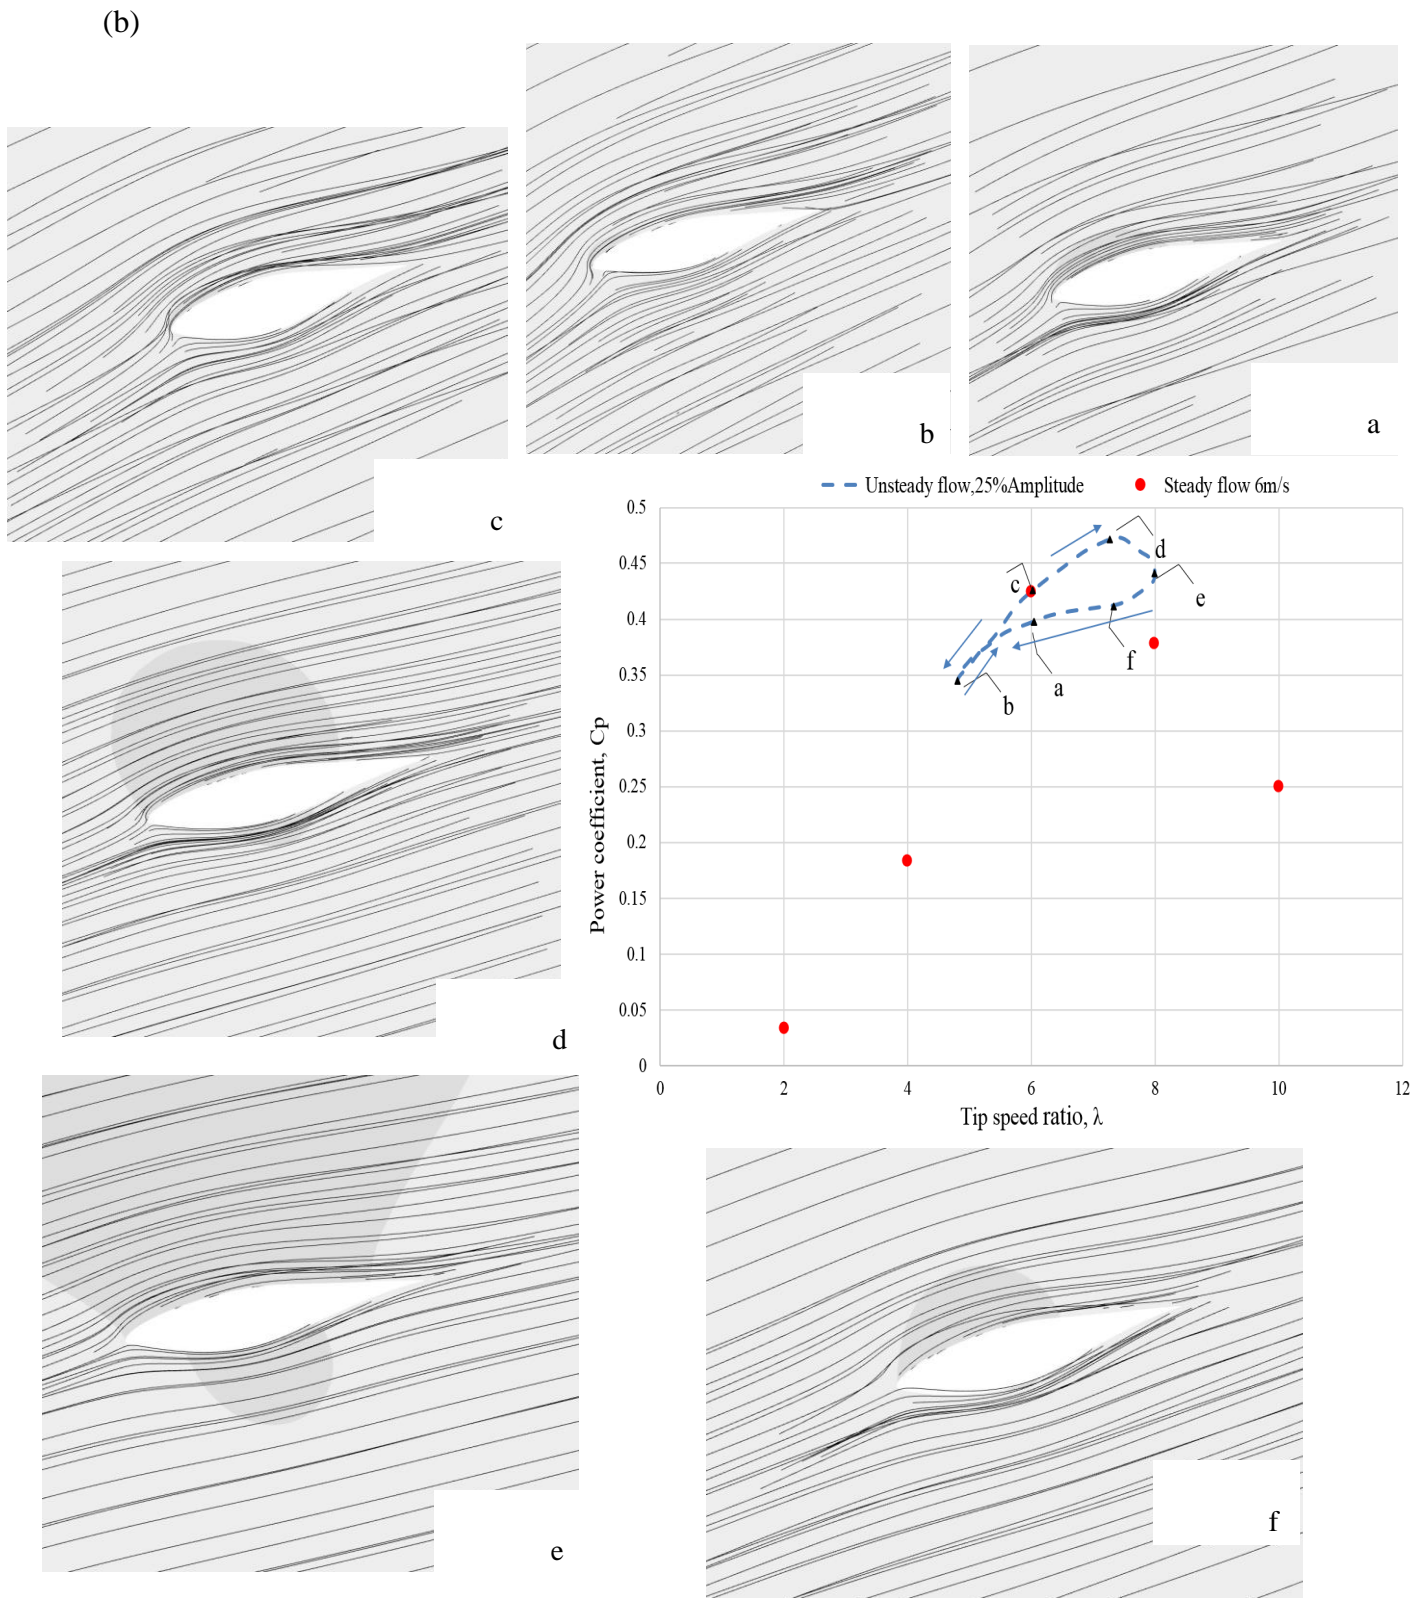 (b)
c
b
a
Unsteady flow,25%Amplitude
Steady flow 6m/s
0.5
0.45
0.4
0.35
0.3
0.25
0.2
0.15
0.1
0.05
0
0
2
4
6
8
10
12
Power coefficient, Cp
Tip speed ratio, λ
c
d
e
f
a
b
d
e
f